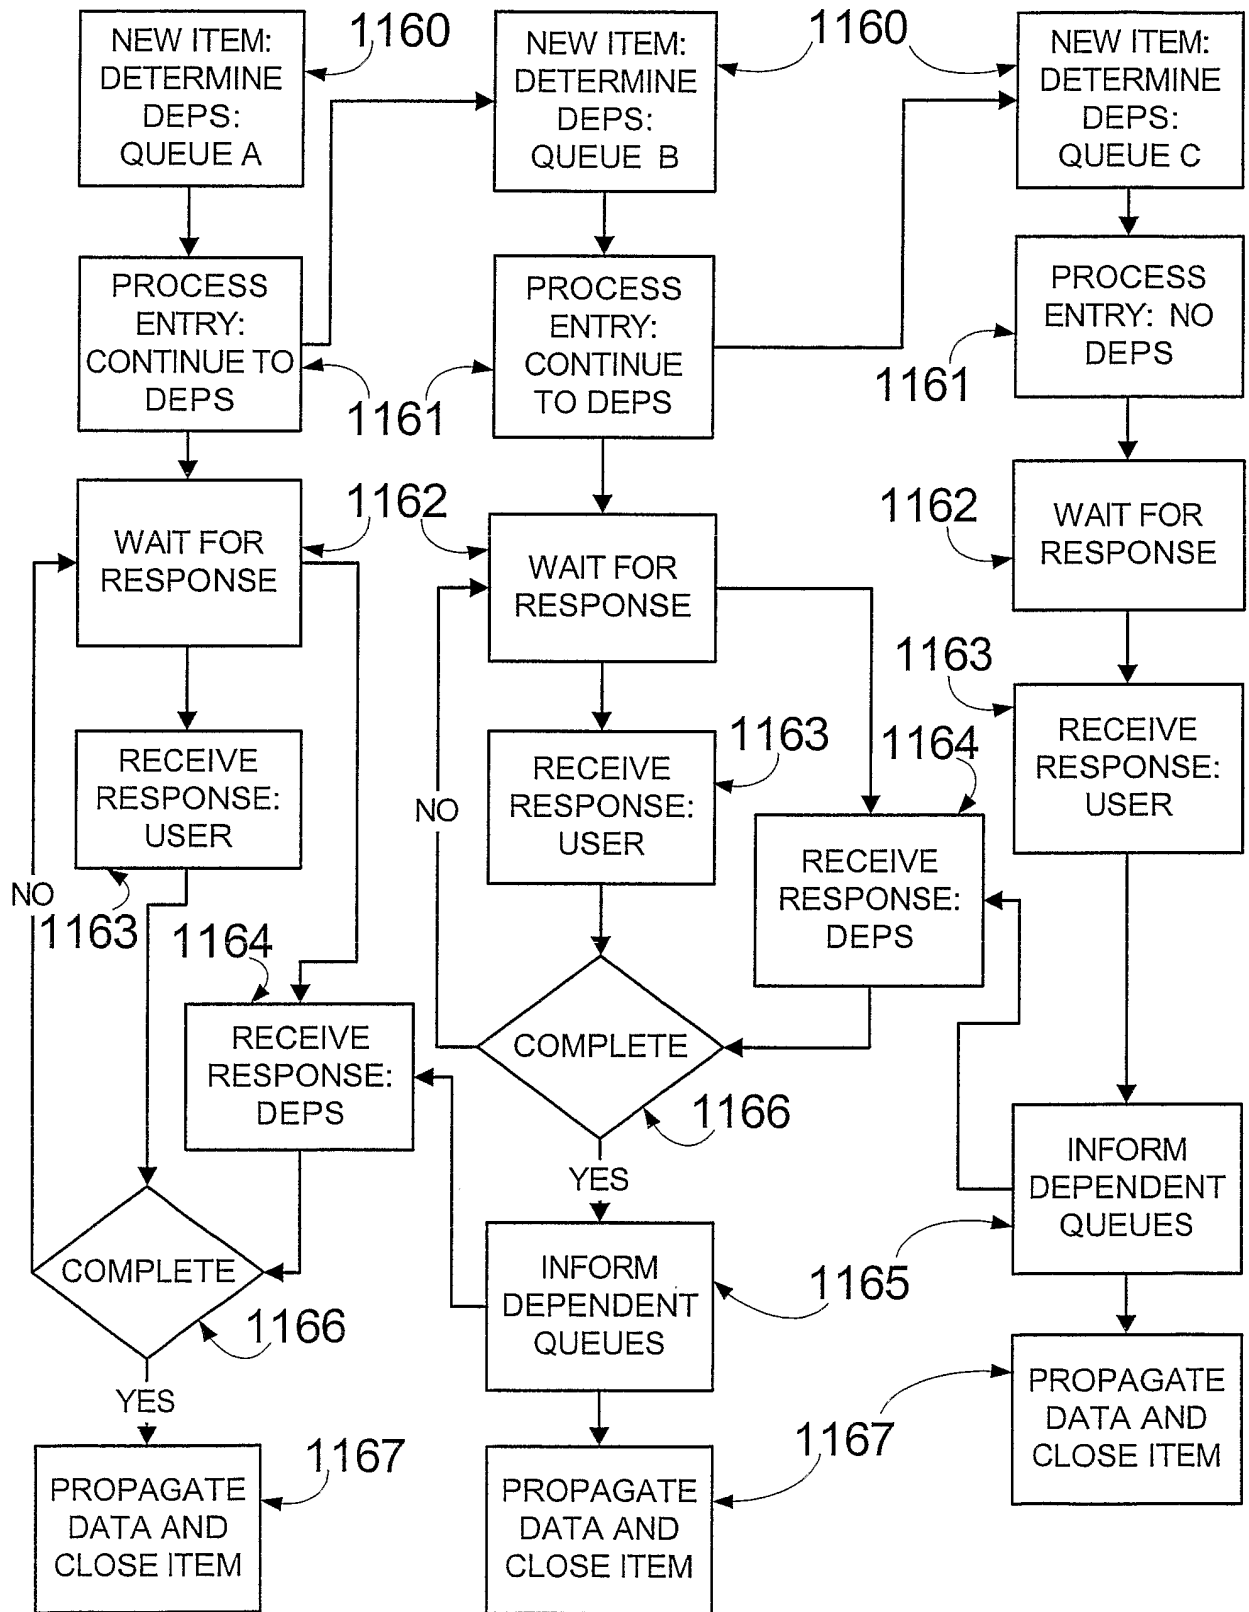 NEW ITEM:
DETERMINE
DEPS:
QUEUE A
1160
NEW ITEM:
DETERMINE
DEPS:
QUEUE B
1160
NEW ITEM:
DETERMINE
DEPS:
QUEUE C
PROCESS
ENTRY:
CONTINUE TO
DEPS
1161
PROCESS
ENTRY:
CONTINUE
TO DEPS
PROCESS
ENTRY: NO
DEPS
1161
WAIT FOR
RESPONSE
1162
WAIT FOR
RESPONSE
1162
WAIT FOR
RESPONSE
RECEIVE
RESPONSE:
USER
1163
NO
RECEIVE
RESPONSE:
USER
1163
NO
1163
RECEIVE
RESPONSE:
USER
1164
RECEIVE
RESPONSE:
DEPS
1164
RECEIVE
RESPONSE:
DEPS
COMPLETE
1166
YES
COMPLETE
1166
YES
INFORM
DEPENDENT
QUEUES
1165
INFORM
DEPENDENT
QUEUES
PROPAGATE
DATA AND
CLOSE ITEM
1167
PROPAGATE
DATA AND
CLOSE ITEM
1167
PROPAGATE
DATA AND
CLOSE ITEM